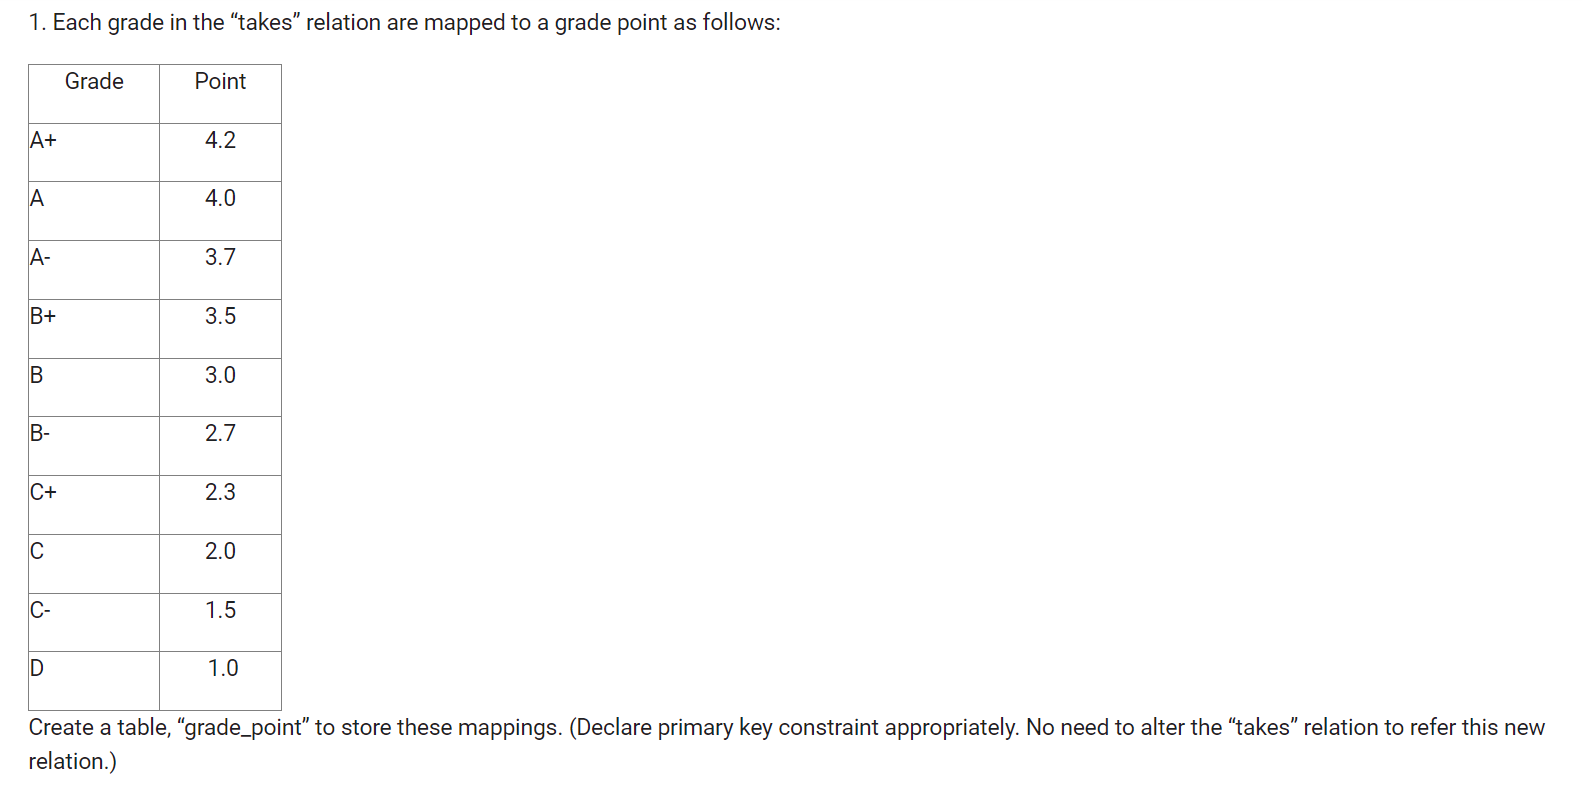 1. Each grade in the “takes” relation are mapped to a grade point as follows:
Grade Point
A+ 4.2
A 4.0
A- 3.7
B+ 3.5
B 3.0
B- 2.7
C+ 2.3
C 2.0
C- 1.5
D 1.0
Create a table, “grade_point” to store these mappings. (Declare primary key constraint appropriately. No need to alter the “takes” relation to refer this new
relation.)